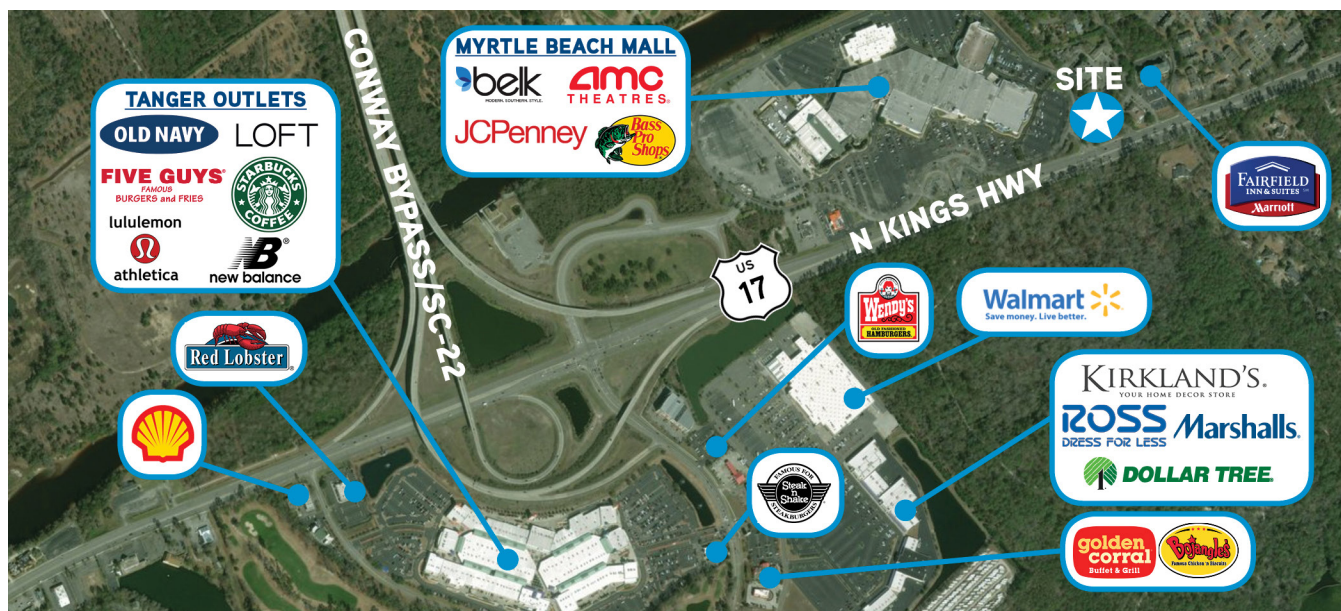 CONWAY BYPASS/SC-22
MYRTLE BEACH MALL
belk
MODERN. SOUTHERN. STYLE.
amc
THEATRES®
JCPenney
Bass
Pro
Shops
SITE
TANGER OUTLETS
OLD NAVY
LOFT
FIVE GUYS®
FAMOUS
BURGERS and FRIES
STARBUCKS
COFFEE
lululemon
athletica
NB®
new balance
FAIRFIELD
INN & SUITES
Marriott
N KINGS HWY
US
17
WENDY'S
OLD FASHIONED
HAMBURGERS
Walmart
Save money. Live better.
Red Lobster®
KIRKLAND'S®
YOUR HOME DECOR STORE
ROSS
DRESS FOR LESS
Marshalls®
DOLLAR TREE®
FAMOUS FOR
Steak
n
Shake
STEAKBURGERS
golden
corral
Buffet & Grill
Bojangles'
Famous Chicken 'n Biscuits